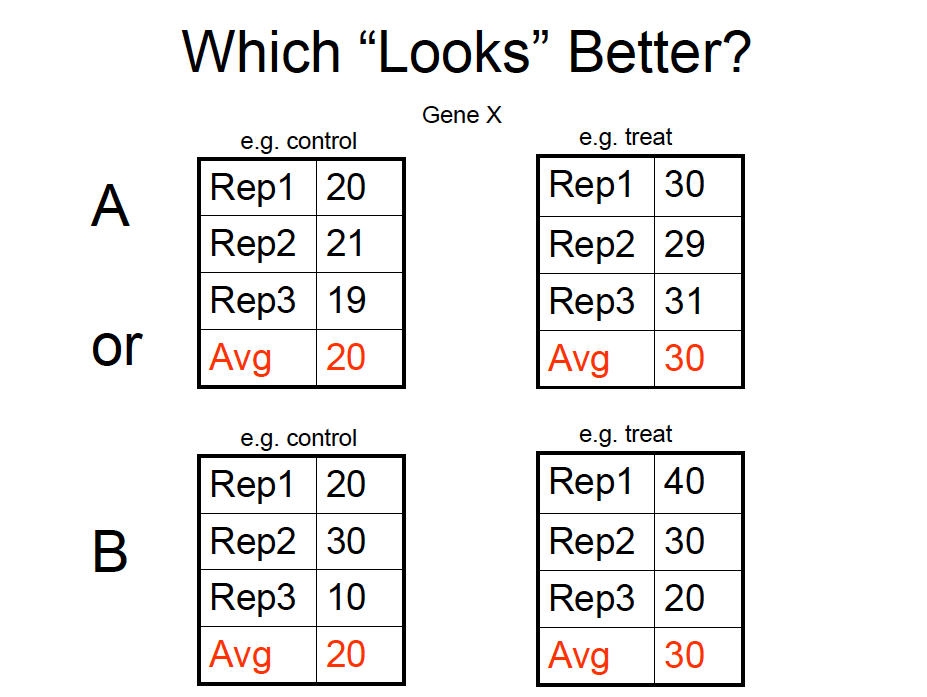 Which “Looks” Better?
Gene X
e.g. control
e.g. treat
A
Rep1 20
Rep1 30
Rep2 21
Rep2 29
Rep3 19
Rep3 31
or
Avg 20
Avg 30
e.g. control
e.g. treat
B
Rep1 20
Rep1 40
Rep2 30
Rep2 30
Rep3 10
Rep3 20
Avg 20
Avg 30